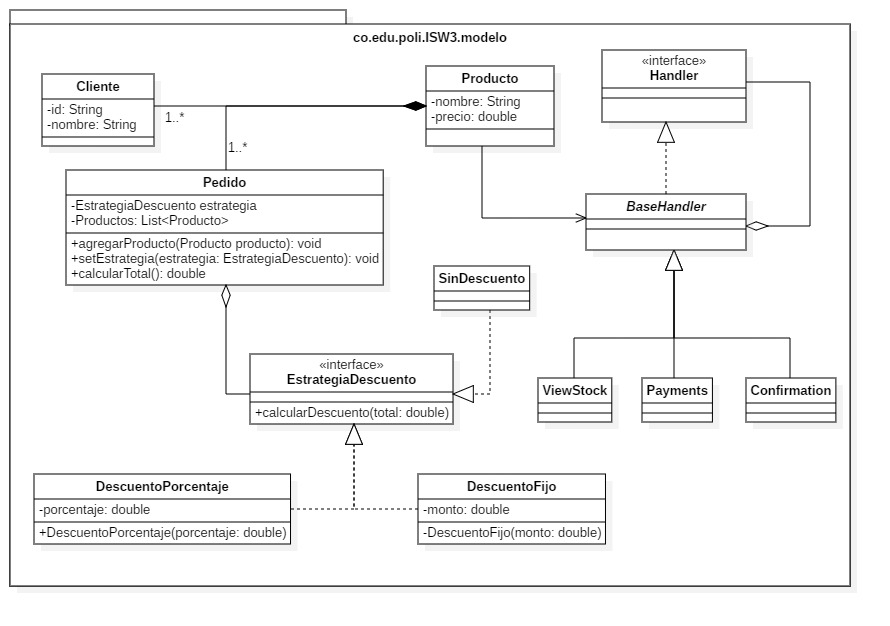 co.edu.poli.ISW3.modelo
Cliente
-id: String
-nombre: String
1..*
1..*
Producto
-nombre: String
-precio: double
«interface»
Handler
Pedido
-EstrategiaDescuento estrategia
-Productos: List<Producto>
+agregarProducto(Producto producto): void
+setEstrategia(estrategia: EstrategiaDescuento): void
+calcularTotal(): double
BaseHandler
SinDescuento
«interface»
EstrategiaDescuento
+calcularDescuento(total: double)
ViewStock
Payments
Confirmation
DescuentoPorcentaje
-porcentaje: double
+DescuentoPorcentaje(porcentaje: double)
DescuentoFijo
-monto: double
-DescuentoFijo(monto: double)